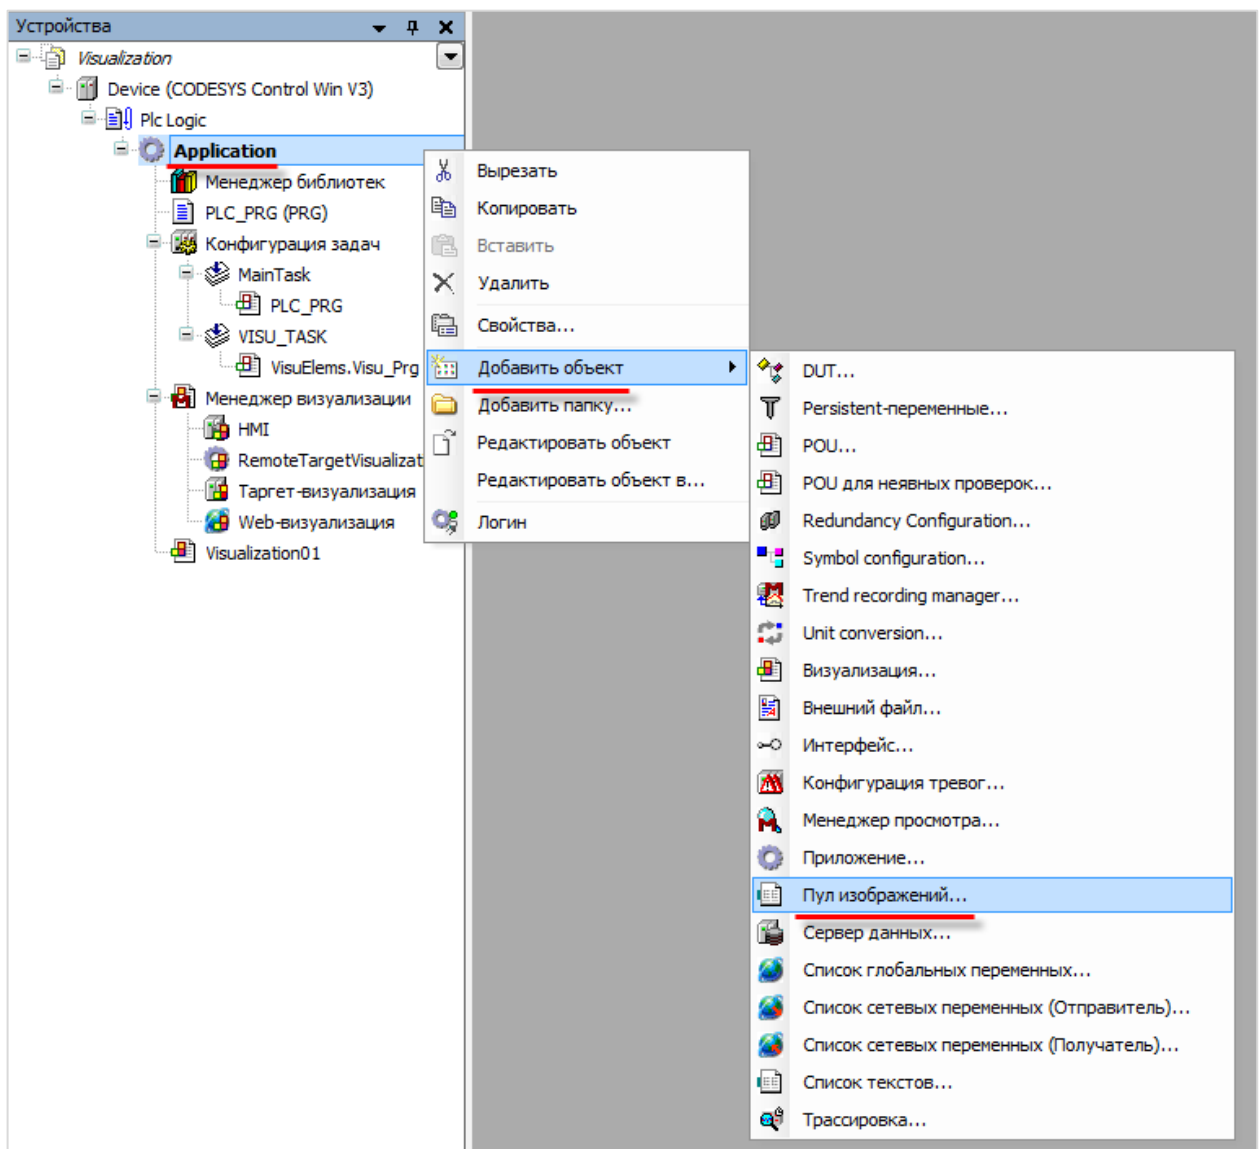 Устройства
Visualization
Device (CODESYS Control Win V3)
Plc Logic
Application
Менеджер библиотек
PLC_PRG (PRG)
Конфигурация задач
MainTask
PLC_PRG
VISU_TASK
VisuElems.Visu_Prg
Менеджер визуализации
HMI
RemoteTargetVisualizat
Таргет-визуализация
Web-визуализация
Visualization01
Вырезать
Копировать
Вставить
Удалить
Свойства...
Добавить объект
Добавить папку...
Редактировать объект
Редактировать объект в...
Логин
DUT...
Persistent-переменные...
POU...
POU для неявных проверок...
Redundancy Configuration...
Symbol configuration...
Trend recording manager...
Unit conversion...
Визуализация...
Внешний файл...
Интерфейс...
Конфигурация тревог...
Менеджер просмотра...
Приложение...
Пул изображений...
Сервер данных...
Список глобальных переменных...
Список сетевых переменных (Отправитель)...
Список сетевых переменных (Получатель)...
Список текстов...
Трассировка...